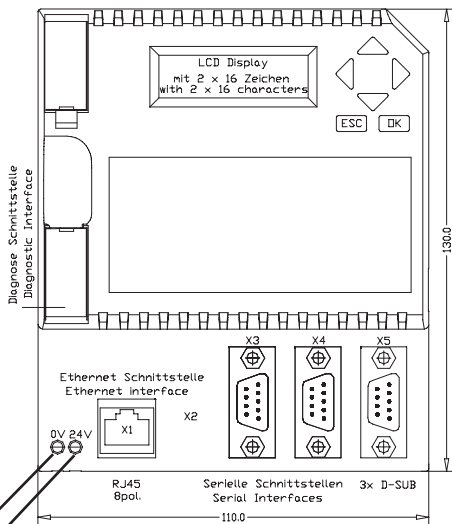 LCD Display
mit 2 x 16 Zeichen
with 2 x 16 characters
ESC OK
Diagnose Schnittstelle
Diagnostic Interface
130.0
X3 X4 X5
Ethernet Schnittstelle
Ethernet interface
X1
X2
0V 24V
RJ45
8pol.
Serielle Schnittstellen
Serial Interfaces
3x D-SUB
110.0